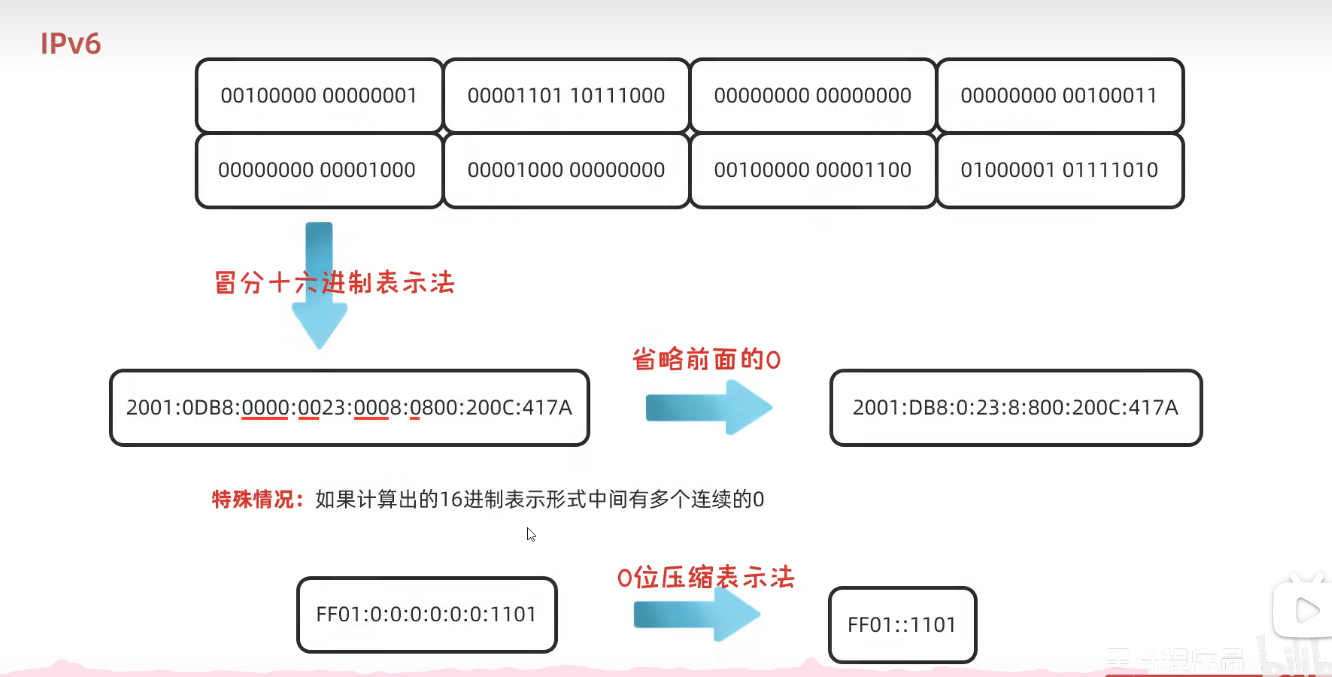 IPv6
00100000 00000001
00001101 10111000
00000000 00000000
00000000 00100011
00000000 00001000
00001000 00000000
00100000 00001100
01000001 01111010
冒分十六进制表示法
省略前面的0
2001:0DB8:0000:0023:0008:0800:200C:417A
2001:DB8:0:23:8:800:200C:417A
特殊情况：如果计算出的16进制表示形式中间有多个连续的0
0位压缩表示法
FF01:0:0:0:0:0:0:1101
FF01::1101